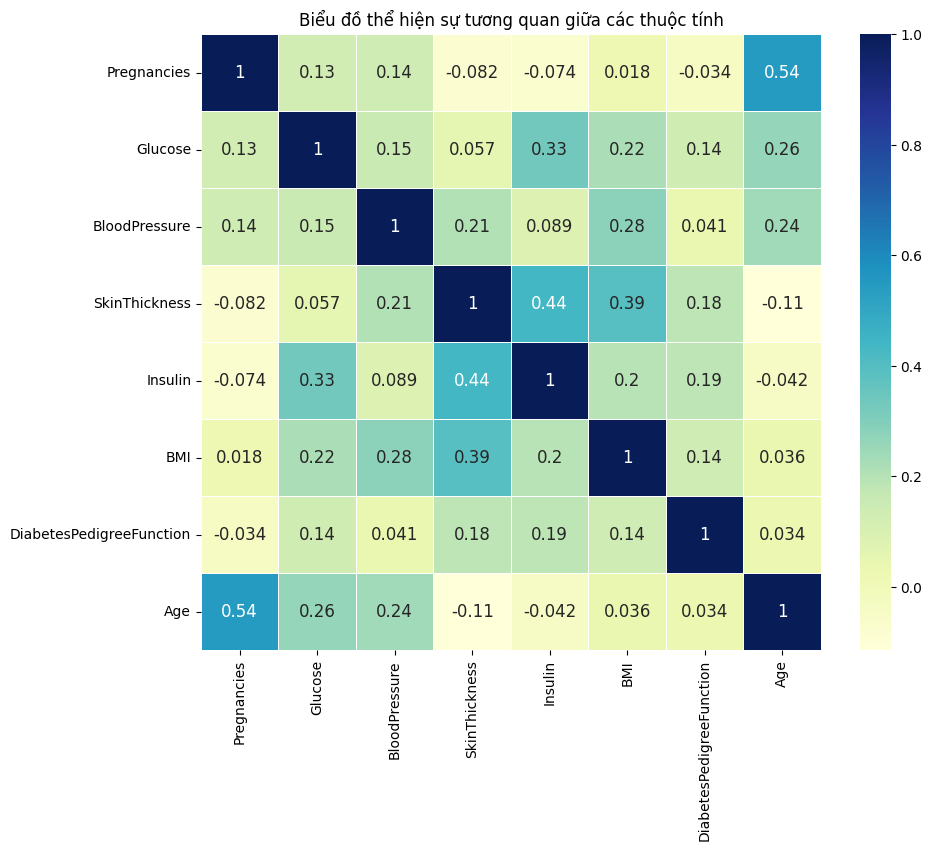 Biểu đồ thể hiện sự tương quan giữa các thuộc tính
Pregnancies 1 0.13 0.14 -0.082 -0.074 0.018 -0.034 0.54
Glucose 0.13 1 0.15 0.057 0.33 0.22 0.14 0.26
BloodPressure 0.14 0.15 1 0.21 0.089 0.28 0.041 0.24
SkinThickness -0.082 0.057 0.21 1 0.44 0.39 0.18 -0.11
Insulin -0.074 0.33 0.089 0.44 1 0.2 0.19 -0.042
BMI 0.018 0.22 0.28 0.39 0.2 1 0.14 0.036
DiabetesPedigreeFunction -0.034 0.14 0.041 0.18 0.19 0.14 1 0.034
Age 0.54 0.26 0.24 -0.11 -0.042 0.036 0.034 1
Pregnancies
Glucose
BloodPressure
SkinThickness
Insulin
BMI
DiabetesPedigreeFunction
Age
1.0
0.8
0.6
0.4
0.2
0.0